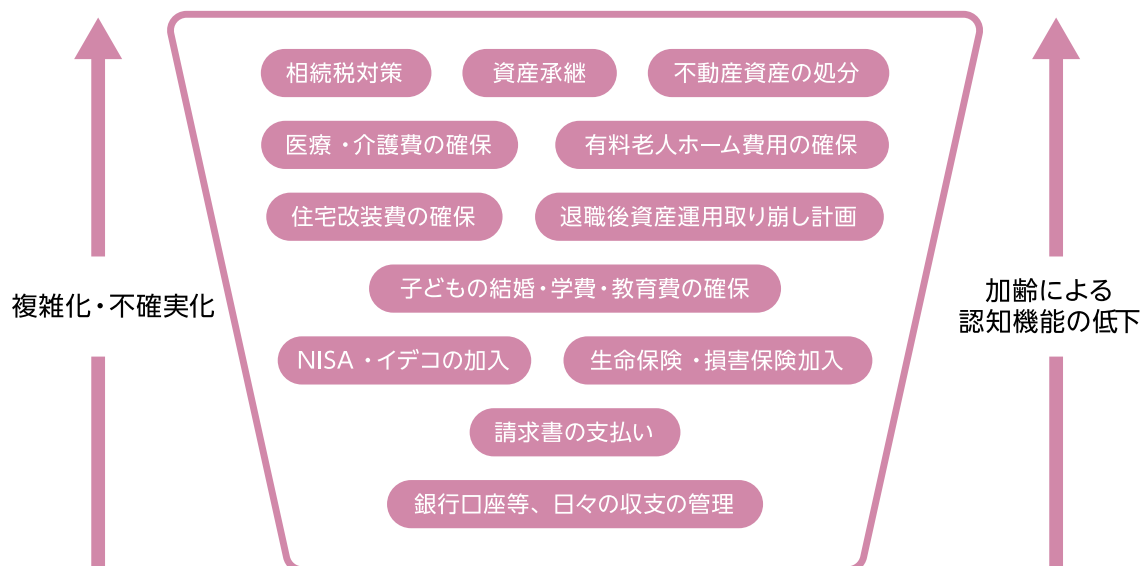 相続税対策
資産承継
不動産資産の処分
医療・介護費の確保
有料老人ホーム費用の確保
住宅改装費の確保
退職後資産運用取り崩し計画
子どもの結婚・学費・教育費の確保
複雑化・不確実化
加齢による
認知機能の低下
NISA・イデコの加入
生命保険・損害保険加入
請求書の支払い
銀行口座等、日々の収支の管理